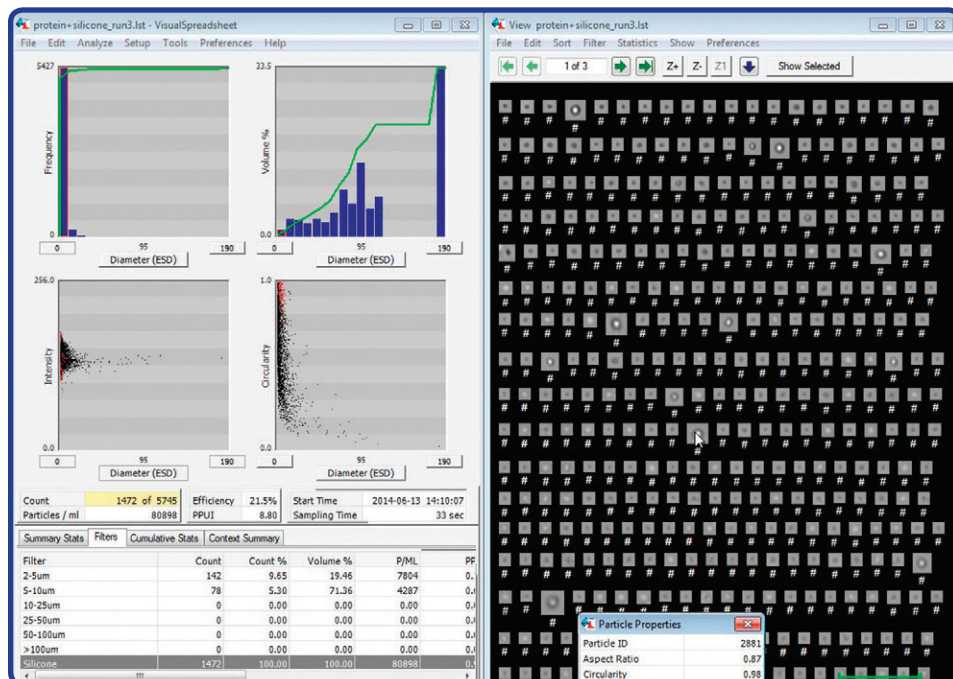 protein+silicone_run3.lst - VisualSpreadsheet
File Edit Analyze Setup Tools Preferences Help
5427
Frequency
0.0
0 95 190
Diameter (ESD)
33.5
Volume %
0.0
0 95 190
Diameter (ESD)
256.0
Intensity
0.0
0 95 190
Diameter (ESD)
1.0
Circularity
0.0
0 95 190
Diameter (ESD)
Count 1472 of 5745 Efficiency 21.5% Start Time 2014-06-13 14:10:07
Particles / ml 80898 PPUI 8.80 Sampling Time 33 sec
Summary Stats Filters Cumulative Stats Context Summary
Filter Count Count % Volume % P/ML
2-5um 142 9.65 19.46 7804
5-10um 78 5.30 71.36 4287
10-25um 0 0.00 0.00 0.00
25-50um 0 0.00 0.00 0.00
50-100um 0 0.00 0.00 0.00
>100um 0 0.00 0.00 0.00
Silicone 1472 100.00 100.00 80898
View protein+silicone_run3.lst
File Edit Sort Filter Statistics Show Preferences
1 of 3 Z+ Z- Z1 Show Selected
Particle Properties
Particle ID 2881
Aspect Ratio 0.87
Circularity 0.98